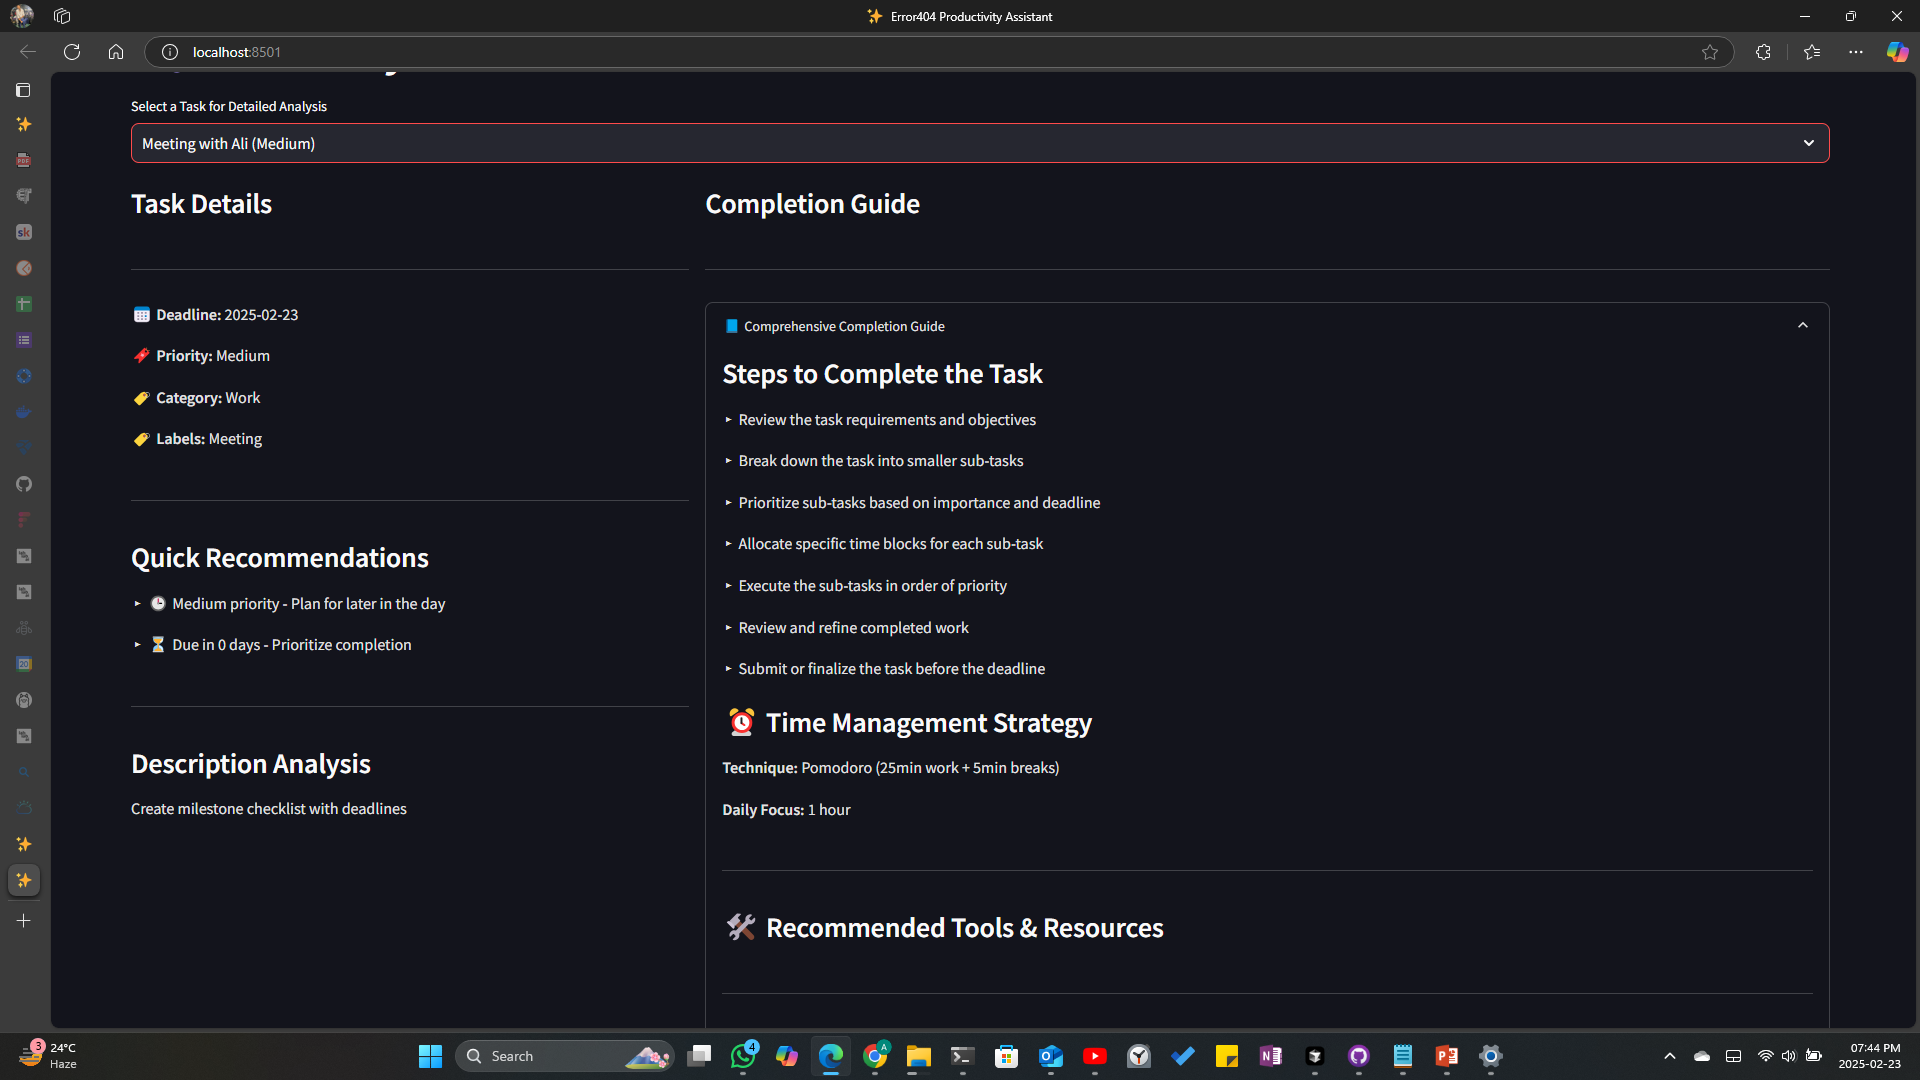 Error404 Productivity Assistant
localhost:8501
Select a Task for Detailed Analysis
Meeting with Ali (Medium)
Task Details
Deadline: 2025-02-23
Priority: Medium
Category: Work
Labels: Meeting
Quick Recommendations
Medium priority - Plan for later in the day
Due in 0 days - Prioritize completion
Description Analysis
Create milestone checklist with deadlines
Completion Guide
Comprehensive Completion Guide
Steps to Complete the Task
Review the task requirements and objectives
Break down the task into smaller sub-tasks
Prioritize sub-tasks based on importance and deadline
Allocate specific time blocks for each sub-task
Execute the sub-tasks in order of priority
Review and refine completed work
Submit or finalize the task before the deadline
Time Management Strategy
Technique: Pomodoro (25min work + 5min breaks)
Daily Focus: 1 hour
Recommended Tools & Resources
3
24°C
Haze
Search
4
A
07:44 PM
2025-02-23